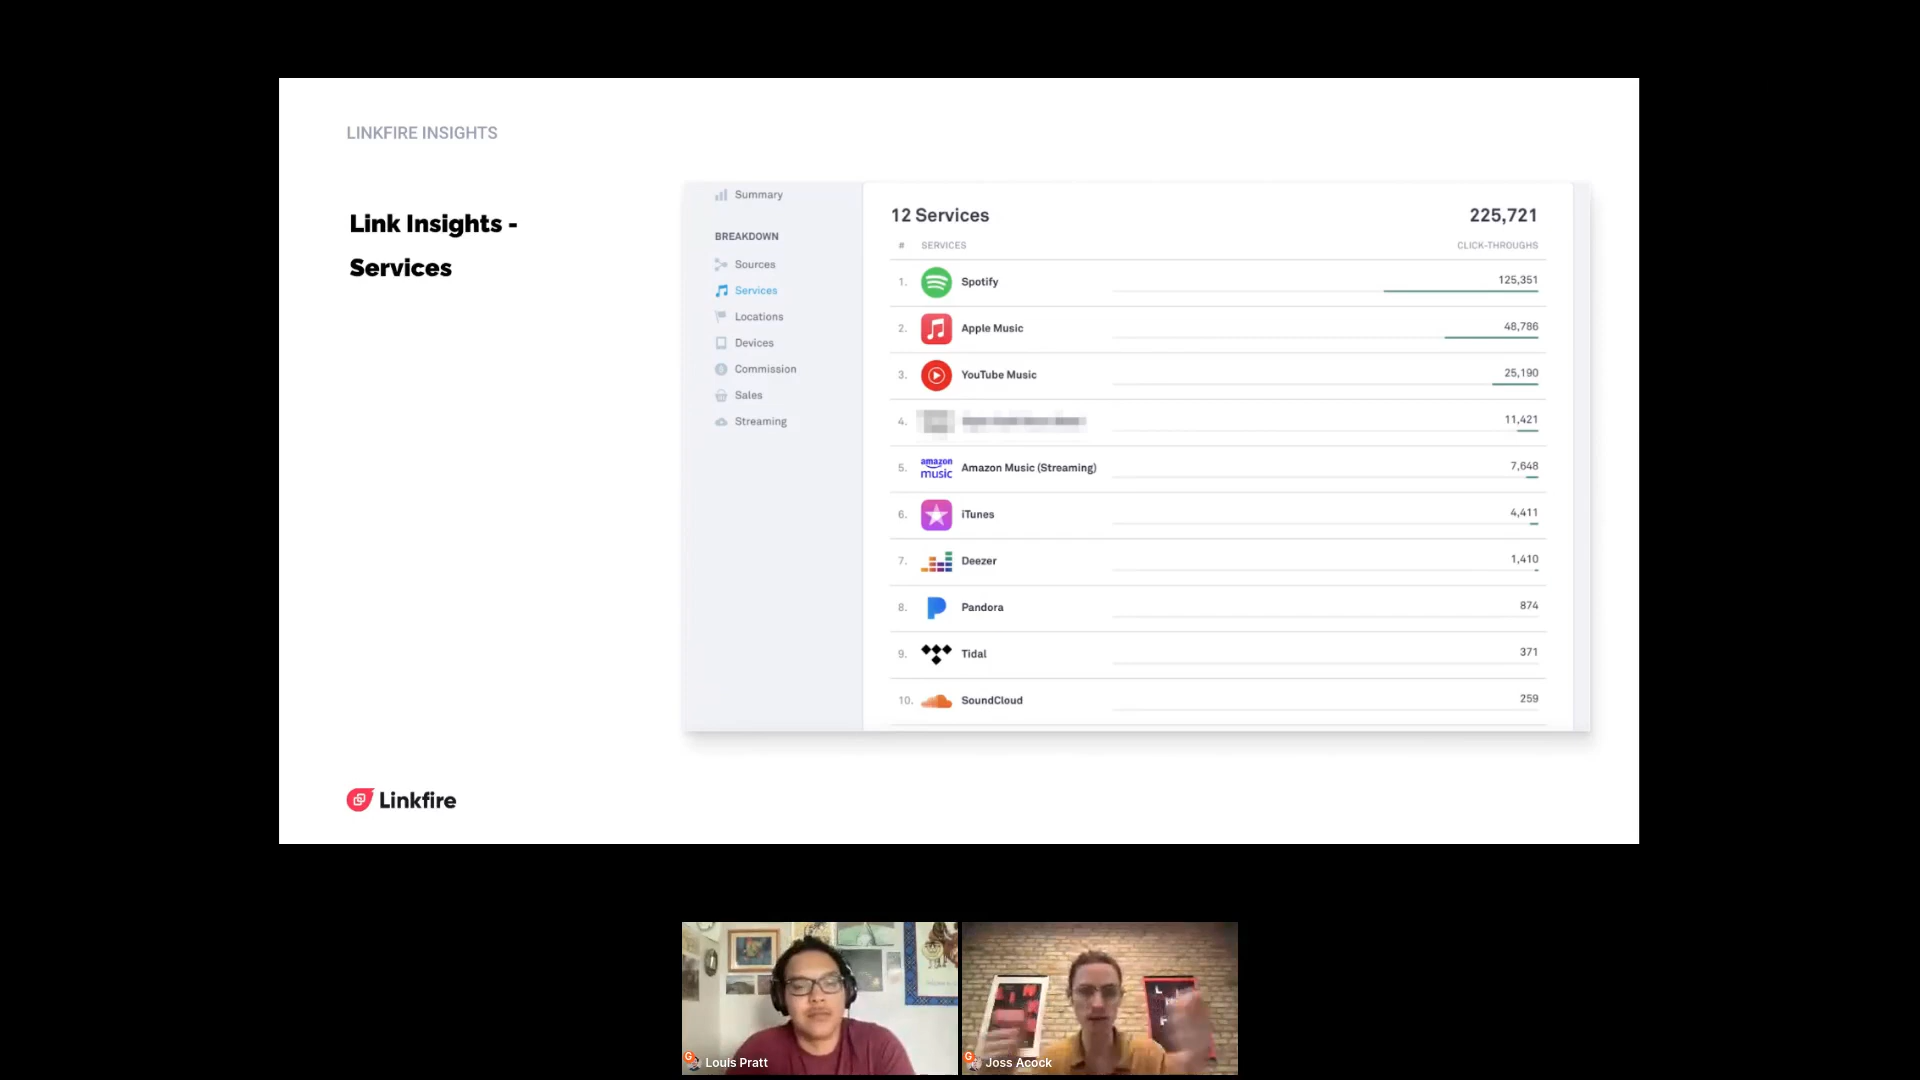 LINKFIRE INSIGHTS
Link Insights -
Services
Summary
BREAKDOWN
Sources
Services
Locations
Devices
Commission
Sales
Streaming
12 Services 225,721
# SERVICES CLICK-THROUGHS
1. Spotify 125,351
2. Apple Music 48,786
3. YouTube Music 25,190
4. 11,421
5. amazon music Amazon Music (Streaming) 7,648
6. iTunes 4,411
7. Deezer 1,410
8. Pandora 874
9. Tidal 371
10. SoundCloud 259
Linkfire
G Louis Pratt
G Joss Acock